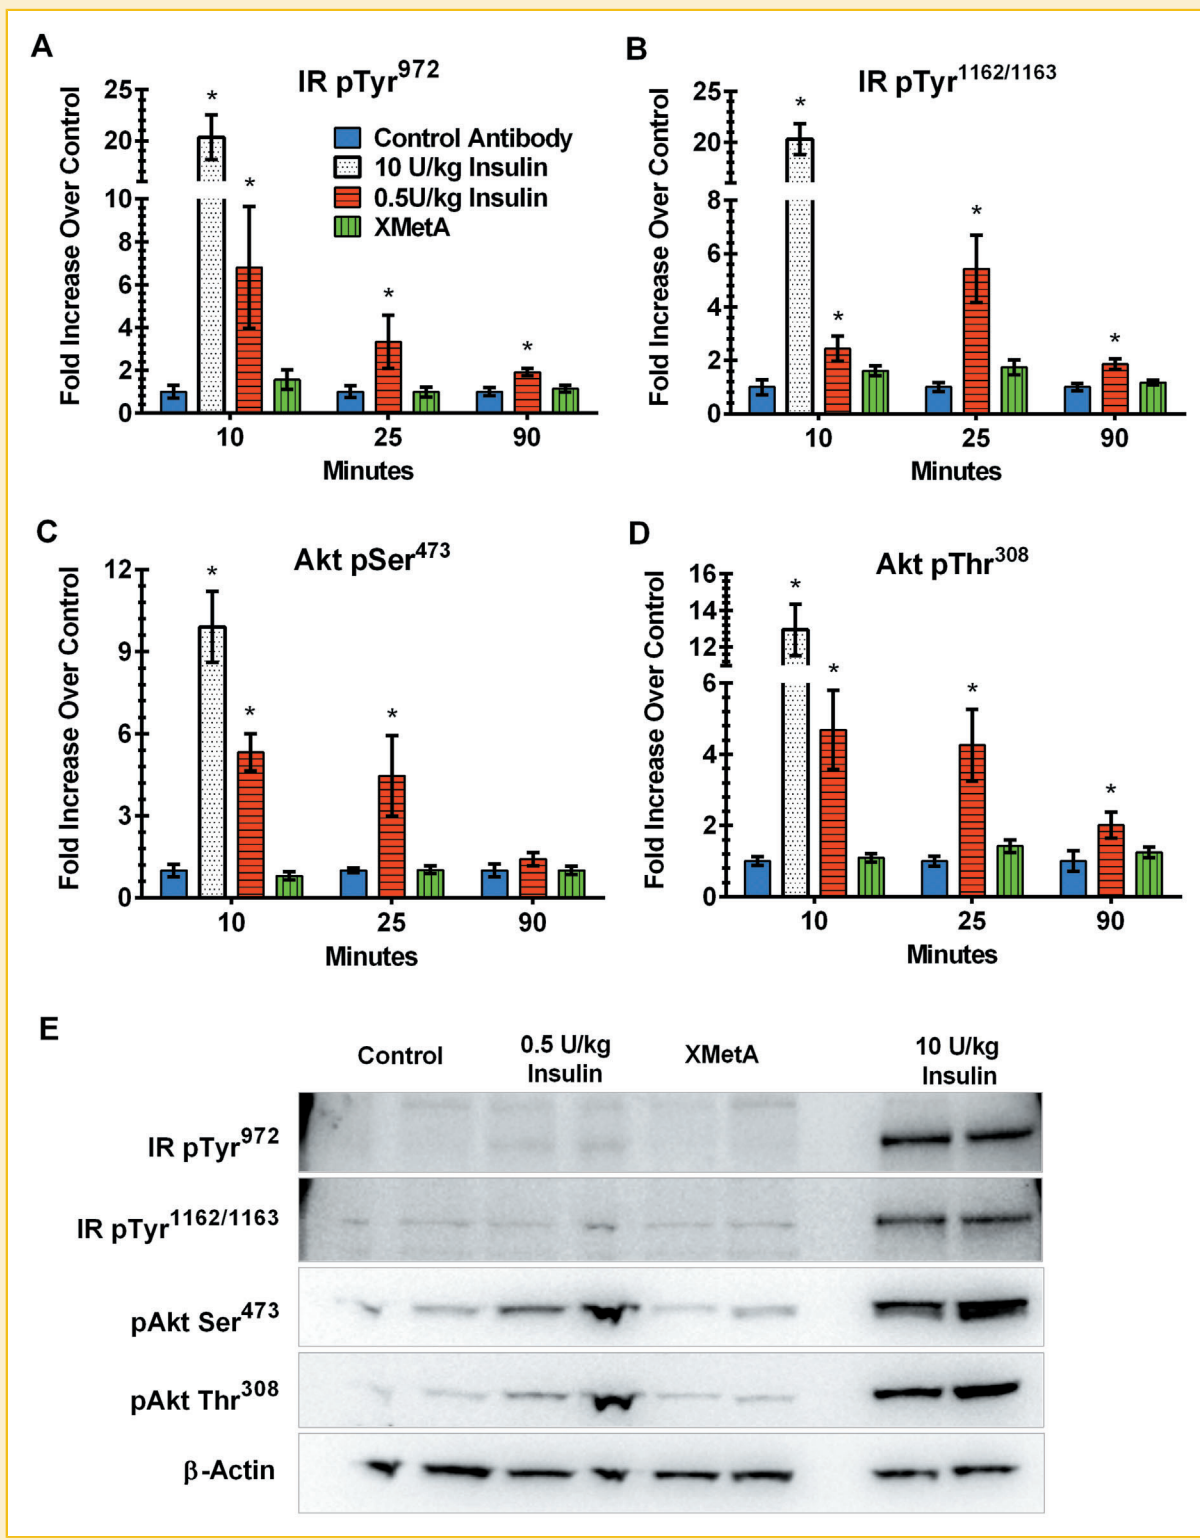 A
IR pTyr972
Fold Increase Over Control
25
20
10
8
6
4
2
0
*
*
*
*
Control Antibody
10 U/kg Insulin
0.5U/kg Insulin
XMetA
10
25
90
Minutes
B
IR pTyr1162/1163
Fold Increase Over Control
25
20
8
6
4
2
0
*
*
*
*
10
25
90
Minutes
C
Akt pSer473
Fold Increase Over Control
12
9
6
3
0
*
*
*
10
25
90
Minutes
D
Akt pThr308
Fold Increase Over Control
16
14
12
6
4
2
0
*
*
*
*
10
25
90
Minutes
E
Control
0.5 U/kg
Insulin
XMetA
10 U/kg
Insulin
IR pTyr972
IR pTyr1162/1163
pAkt Ser473
pAkt Thr308
β-Actin